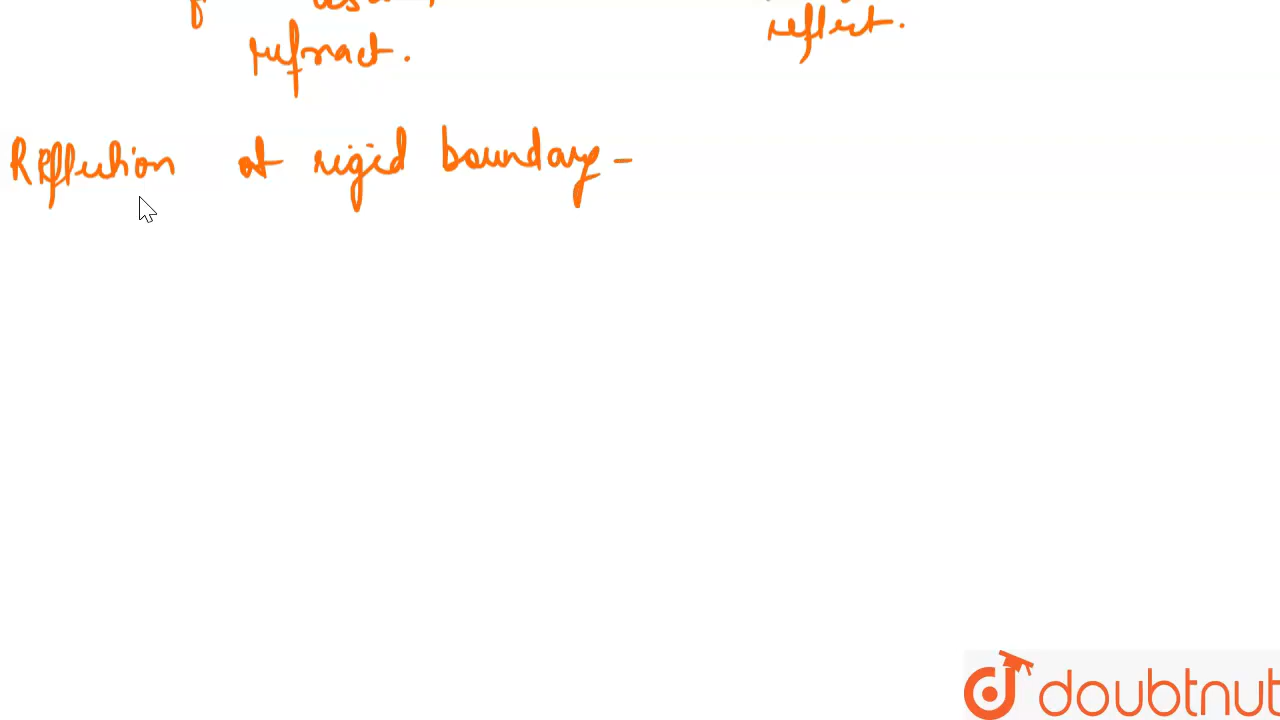 refract.
reflect.
Reflection at rigid boundary -
doubtnut